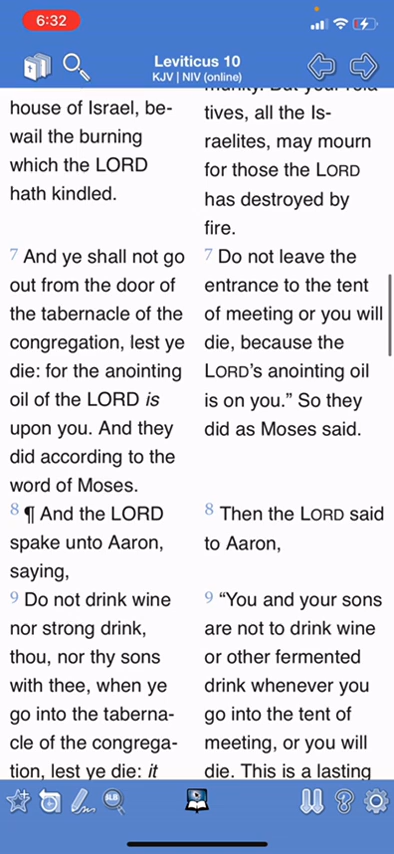 6:32
Leviticus 10
KJV | NIV (online)
house of Israel, be-
wail the burning
which the LORD
hath kindled.
7 And ye shall not go
out from the door of
the tabernacle of the
congregation, lest ye
die: for the anointing
oil of the LORD is
upon you. And they
did according to the
word of Moses.
8 ¶ And the LORD
spake unto Aaron,
saying,
9 Do not drink wine
nor strong drink,
thou, nor thy sons
with thee, when ye
go into the taberna-
cle of the congrega-
tion, lest ye die: it
munity. But your rela-
tives, all the Is-
raelites, may mourn
for those the LORD
has destroyed by
fire.
7 Do not leave the
entrance to the tent
of meeting or you will
die, because the
LORD’s anointing oil
is on you.” So they
did as Moses said.
8 Then the LORD said
to Aaron,
9 “You and your sons
are not to drink wine
or other fermented
drink whenever you
go into the tent of
meeting, or you will
die. This is a lasting
ALB